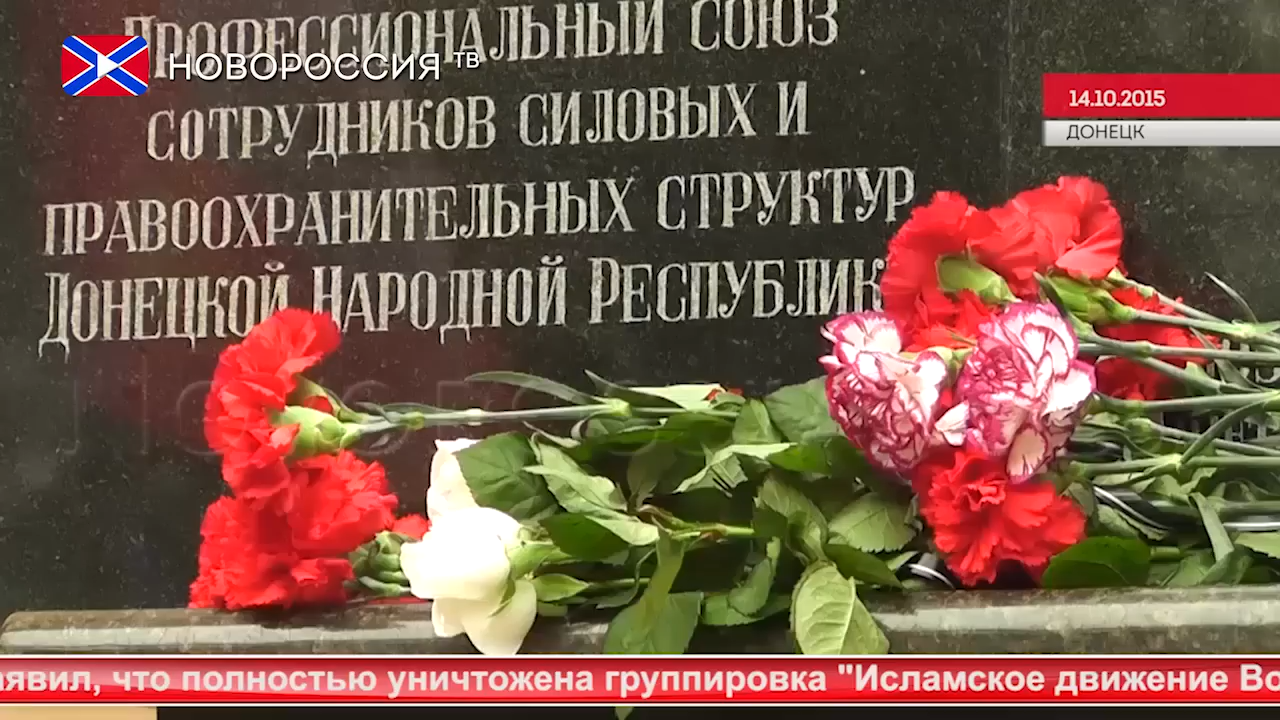 ПРОФЕССИОНАЛЬНЫЙ СОЮЗ
НОВОРОССИЯ ТВ
14.10.2015
ДОНЕЦК
СОТРУДНИКОВ СИЛОВЫХ И
ПРАВООХРАНИТЕЛЬНЫХ СТРУКТУР
ДОНЕЦКОЙ НАРОДНОЙ РЕСПУБЛИК
аявил, что полностью уничтожена группировка "Исламское движение Во